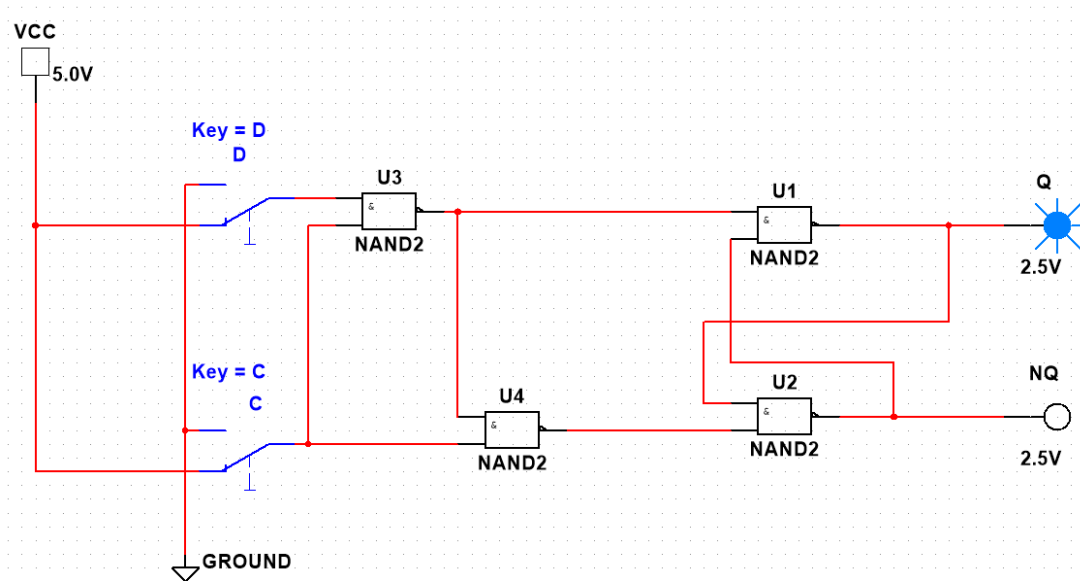 VCC
5.0V
Key = D
D
U3
&
NAND2
U1
&
NAND2
Q
2.5V
Key = C
C
U4
&
NAND2
U2
&
NAND2
NQ
2.5V
GROUND